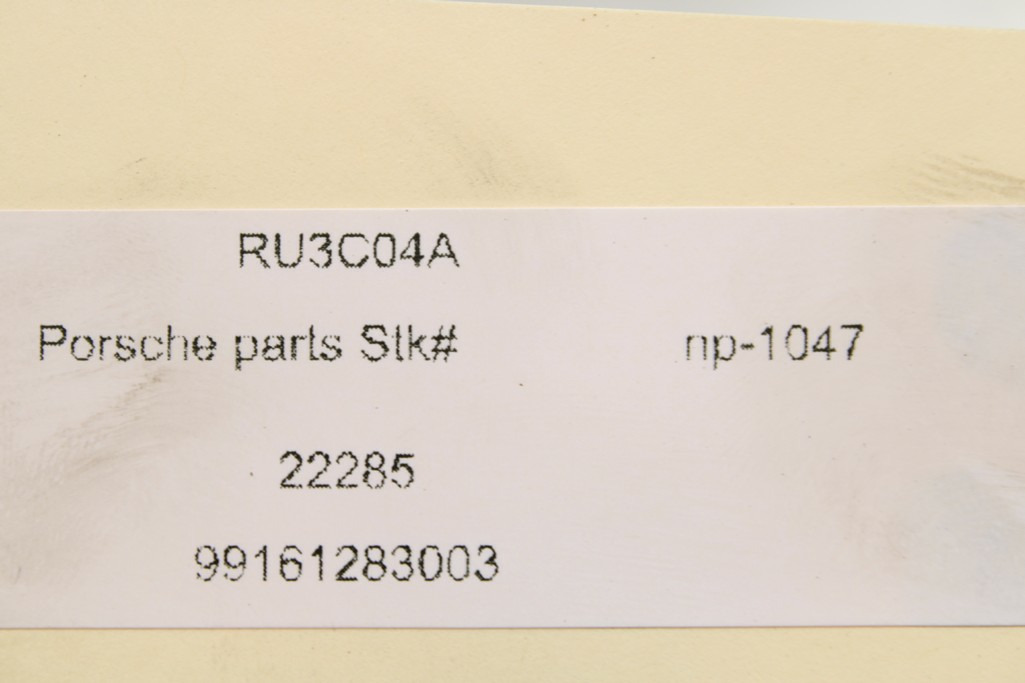 RU3C04A
Porsche parts Stk# np-1047
22285
99161283003